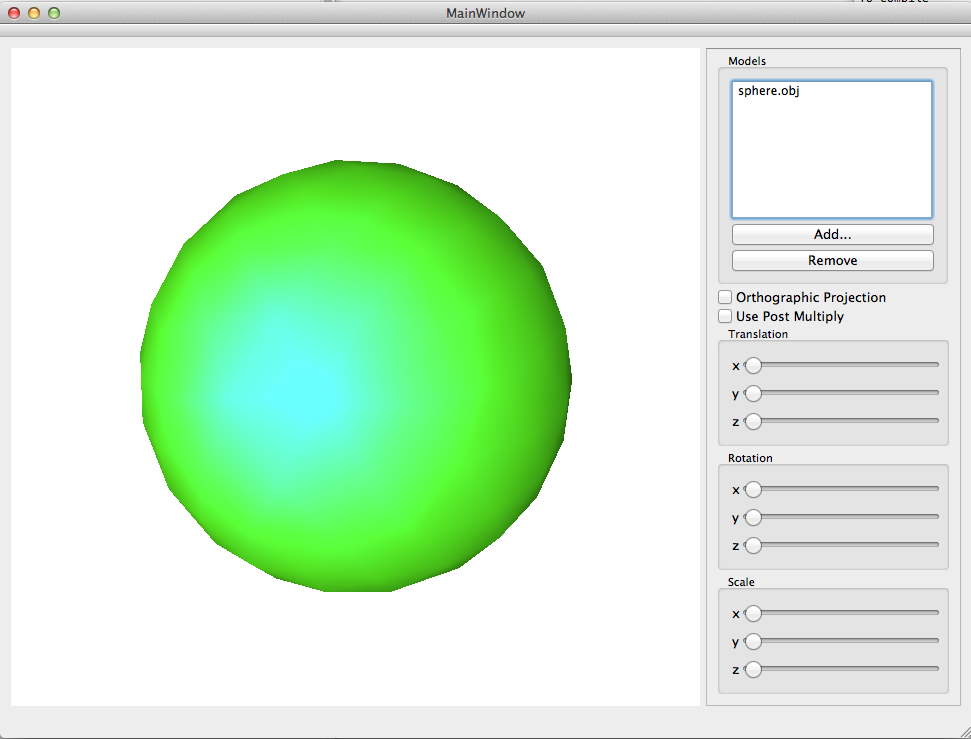 MainWindow
Models
sphere.obj
Add...
Remove
Orthographic Projection
Use Post Multiply
Translation
x
y
z
Rotation
x
y
z
Scale
x
y
z